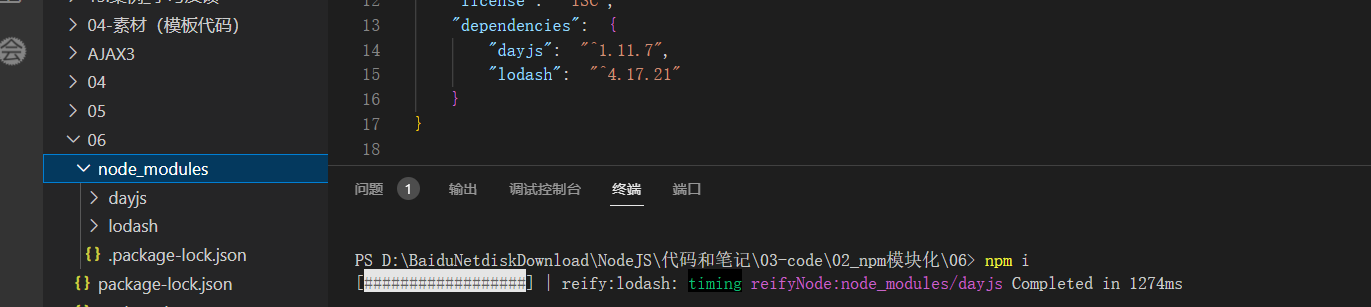 04-素材（模板代码）
AJAX3
04
05
06
node_modules
dayjs
lodash
{} .package-lock.json
{} package-lock.json
会
12 "license": "ISC",
13 "dependencies": {
14 "dayjs": "^1.11.7",
15 "lodash": "^4.17.21"
16 }
17 }
18
问题 1 输出 调试控制台 终端 端口
PS D:\BaiduNetdiskDownload\NodeJS\代码和笔记\03-code\02_npm模块化\06> npm i
[##################] | reify:lodash: timing reifyNode:node_modules/dayjs Completed in 1274ms